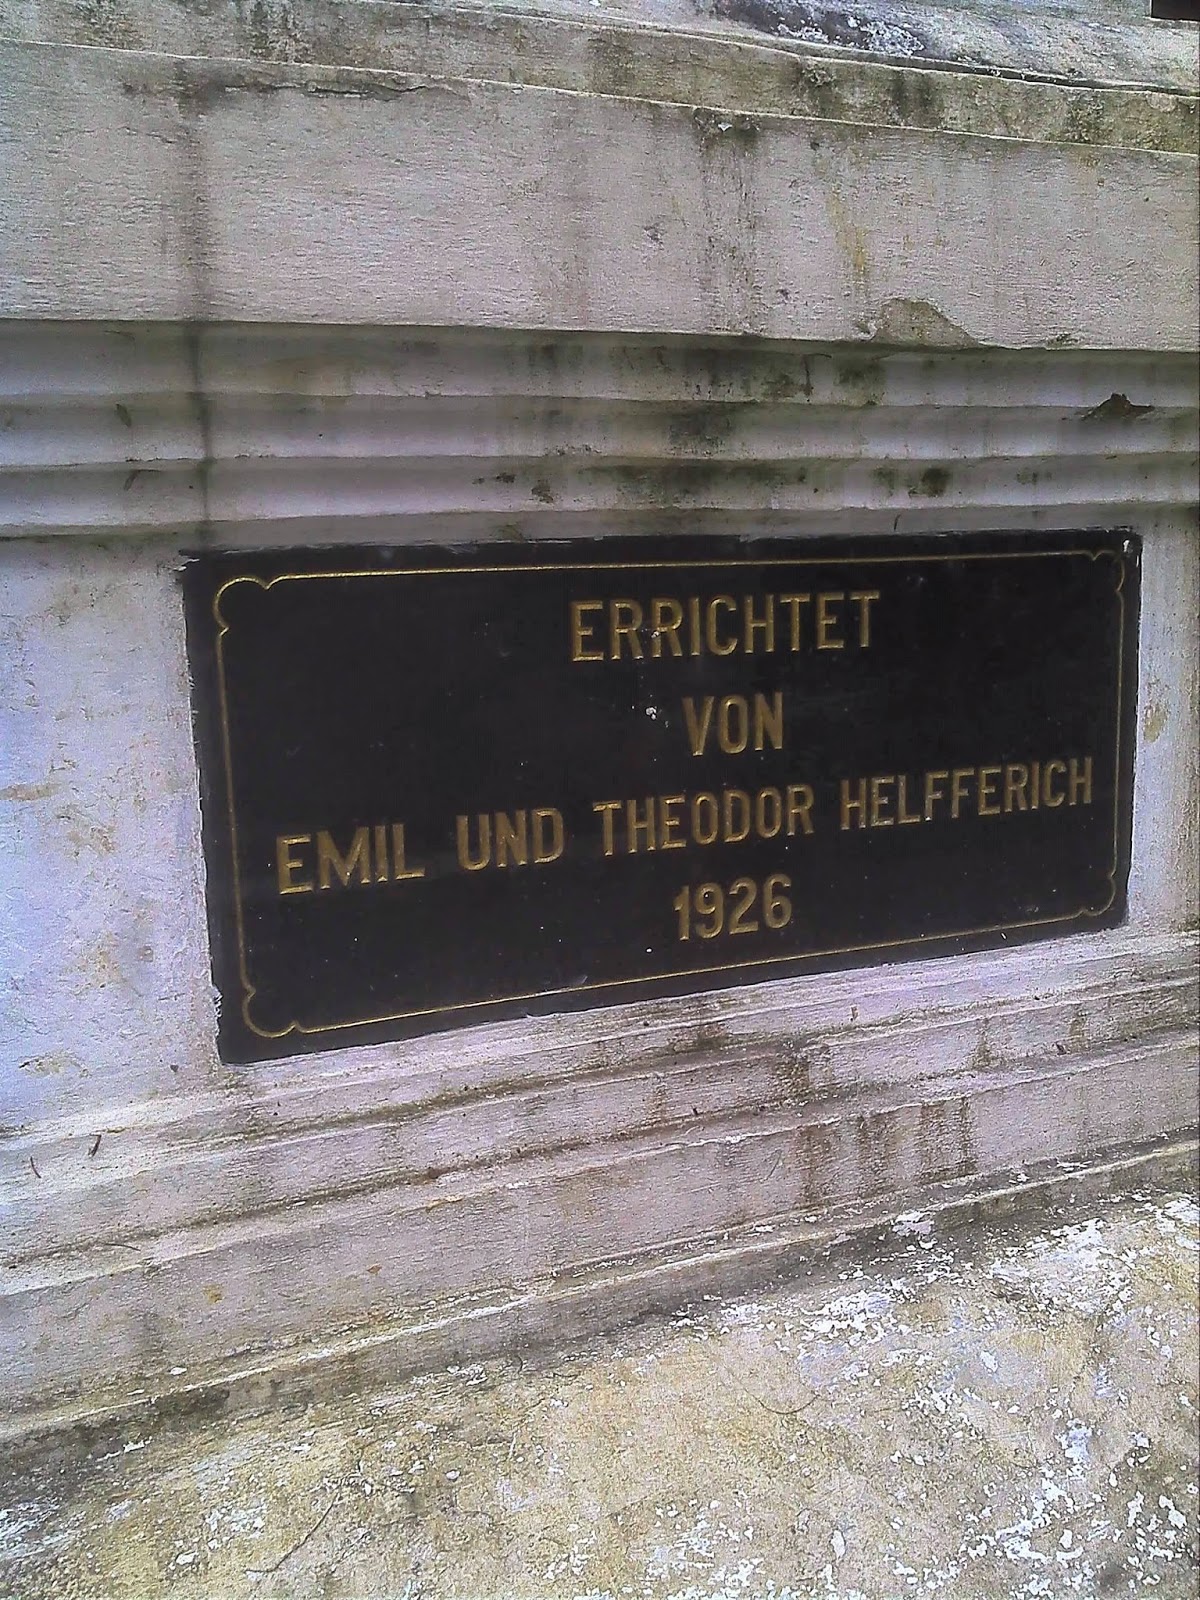 ERRICHTET
VON
EMIL UND THEODOR HELFFERICH
1926